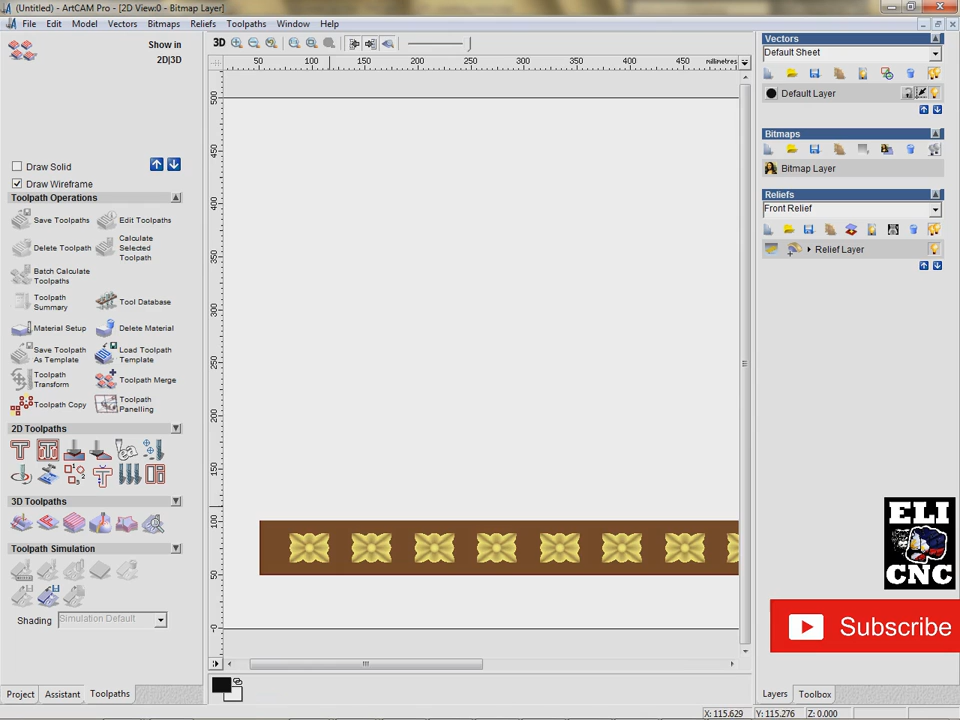 (Untitled) - ArtCAM Pro - [2D View:0 - Bitmap Layer]
File Edit Model Vectors Bitmaps Reliefs Toolpaths Window Help
Show in
2D|3D
Draw Solid
Draw Wireframe
Toolpath Operations
Save Toolpaths
Edit Toolpaths
Delete Toolpath
Calculate
Selected
Toolpath
Batch Calculate
Toolpaths
Toolpath
Summary
Tool Database
Material Setup
Delete Material
Save Toolpath
As Template
Load Toolpath
Template
Toolpath
Transform
Toolpath Merge
Toolpath Copy
Toolpath
Panelling
2D Toolpaths
3D Toolpaths
Toolpath Simulation
Shading Simulation Default
Project Assistant Toolpaths
3D
50 100 150 200 250 300 350 400 450 millimetres
500
450
400
350
300
250
200
150
100
50
0
Vectors
Default Sheet
Default Layer
Bitmaps
Bitmap Layer
Reliefs
Front Relief
Relief Layer
ELI
CNC
Subscribe
Layers Toolbox
X: 115.629 Y: 115.276 Z: 0.000